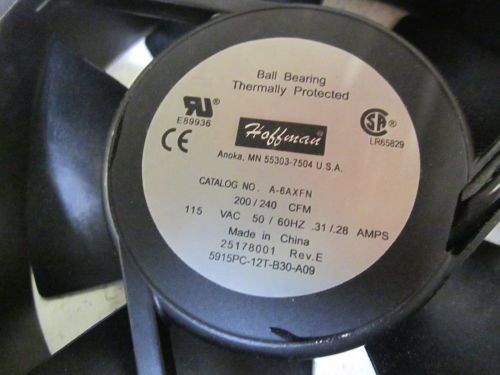 Ball Bearing
Thermally Protected
E89936
CE
Hoffman®
SA®
LR65829
Anoka, MN 55303-7504 U.S.A.
CATALOG NO. A-6AXFN
200/240 CFM
115 VAC 50/60HZ .31/.28 AMPS
Made in China
25178001 Rev.E
5915PC-12T-B30-A09